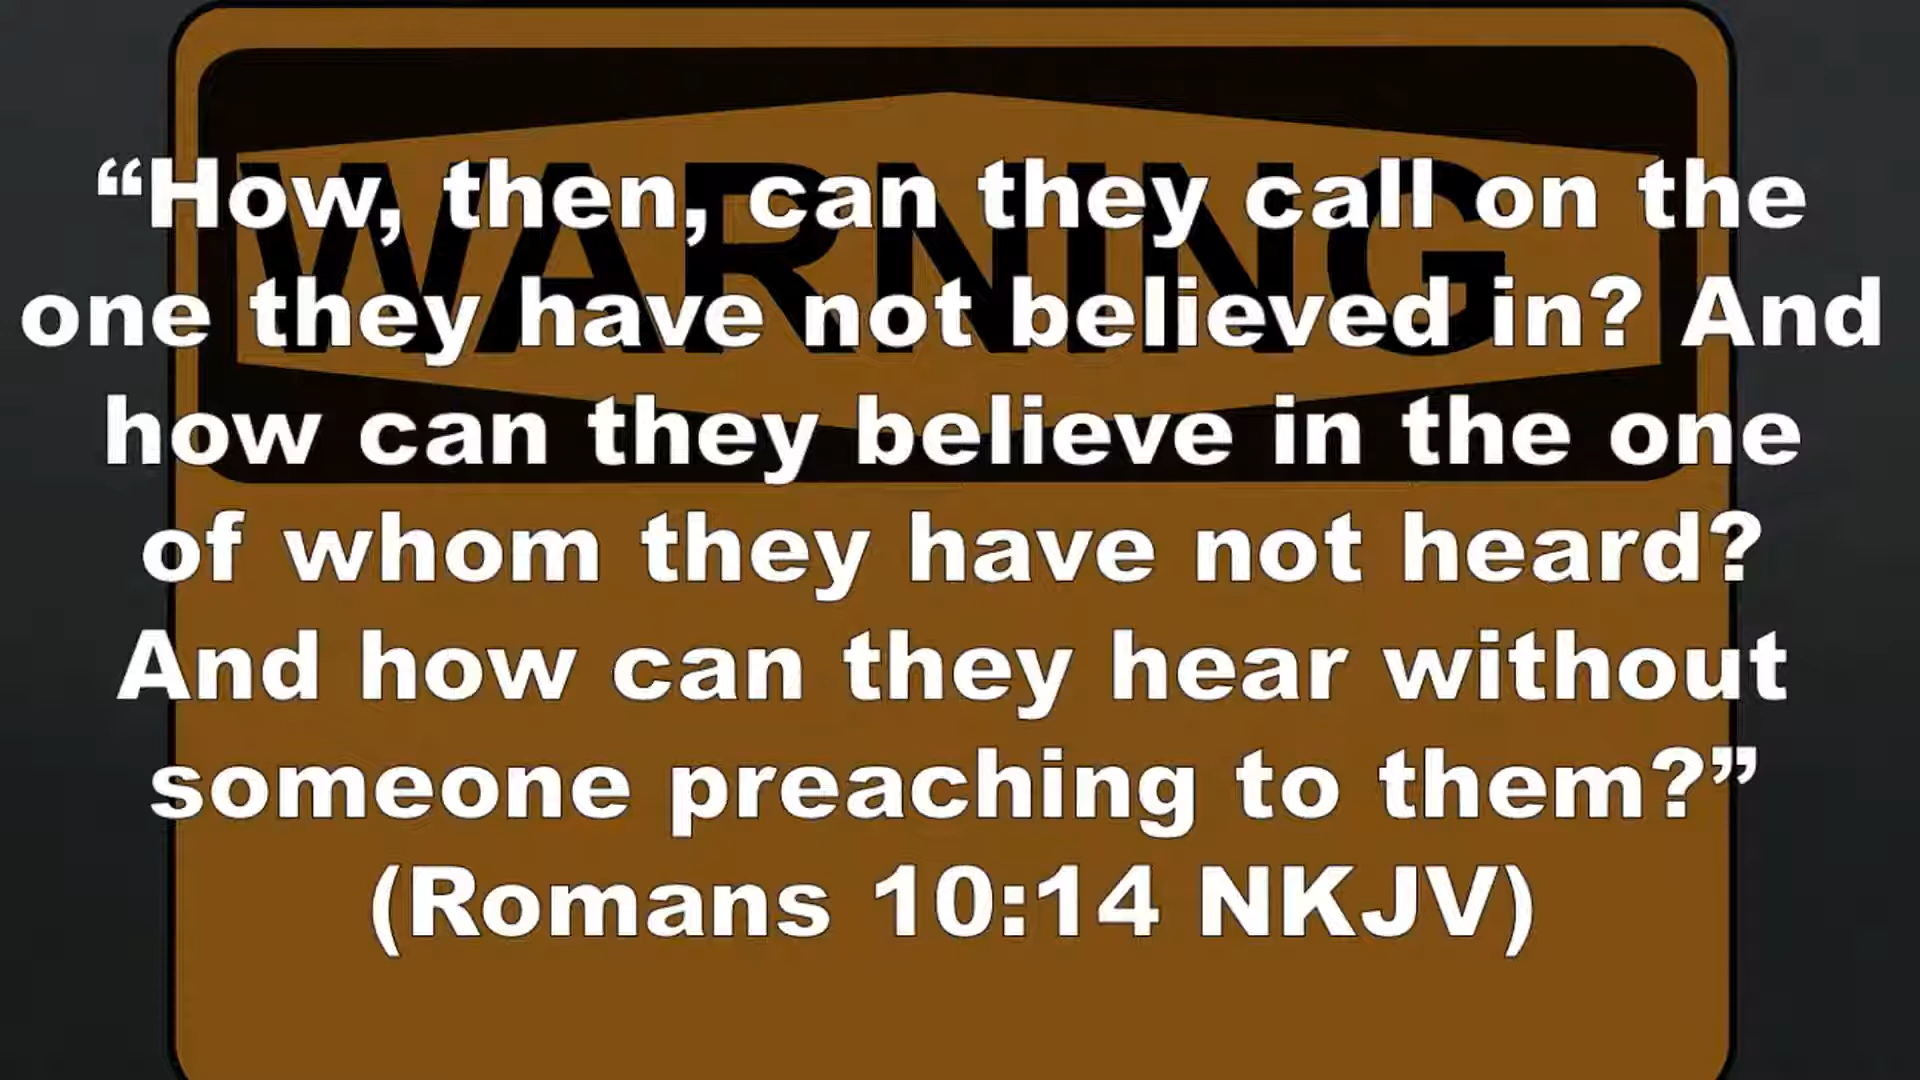 WARNING
“How, then, can they call on the
one they have not believed in? And
how can they believe in the one
of whom they have not heard?
And how can they hear without
someone preaching to them?”
(Romans 10:14 NKJV)